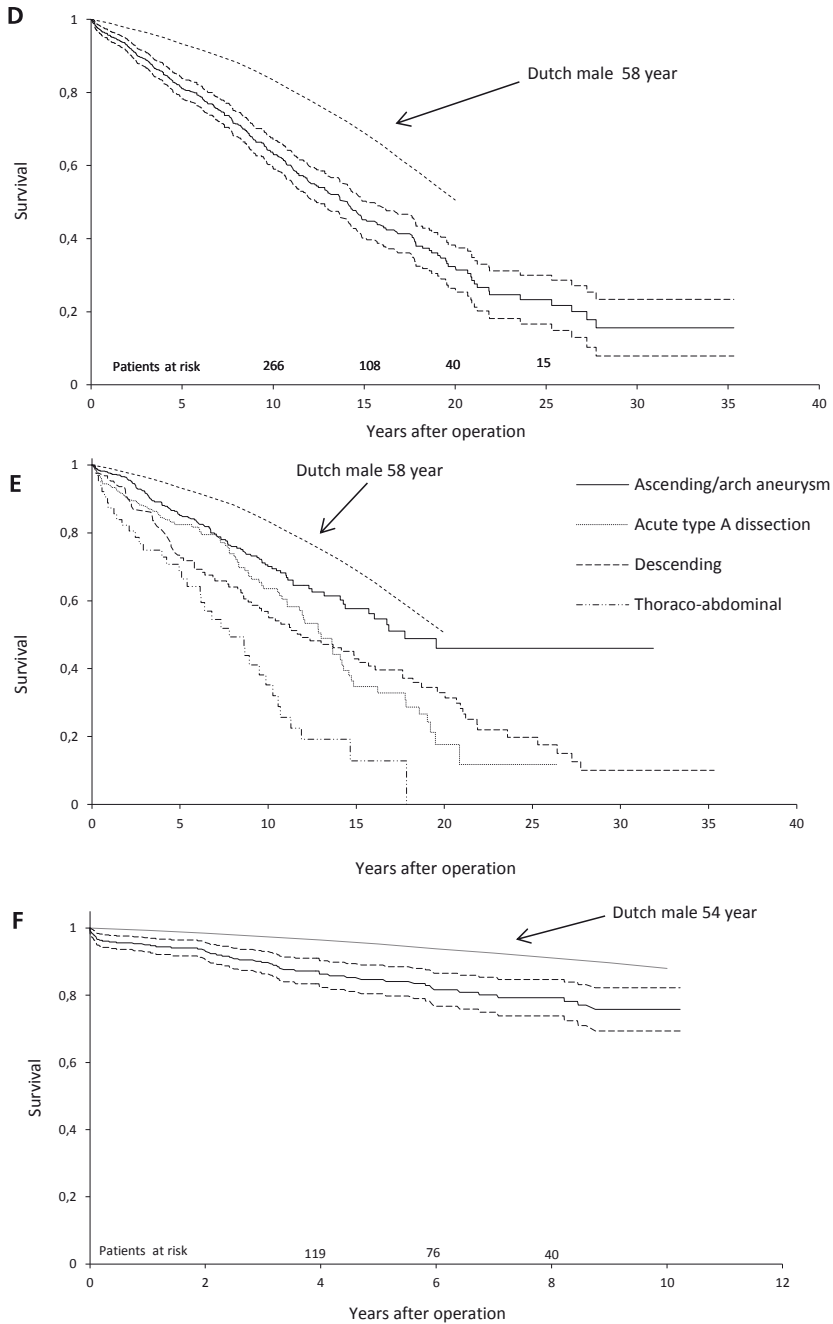 D
1
0,8
0,6
0,4
0,2
0
Survival
Dutch male 58 year
Patients at risk 266 108 40 15
0 5 10 15 20 25 30 35 40
Years after operation
E
1
0,8
0,6
0,4
0,2
0
Survival
Dutch male 58 year
Ascending/arch aneurysm
Acute type A dissection
Descending
Thoraco-abdominal
0 5 10 15 20 25 30 35 40
Years after operation
F
1
0,8
0,6
0,4
0,2
0
Survival
Dutch male 54 year
Patients at risk 119 76 40
0 2 4 6 8 10 12
Years after operation